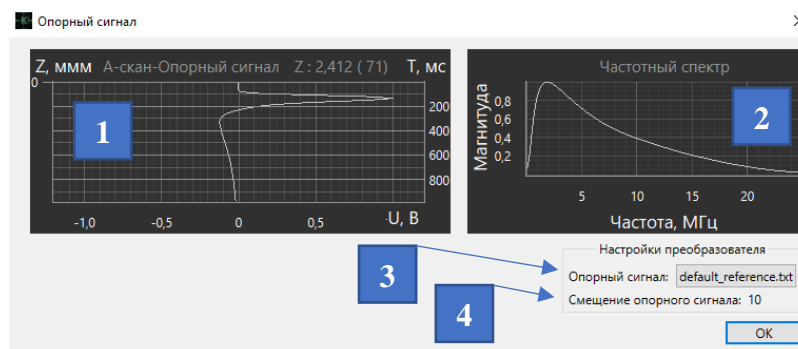 Опорный сигнал
Z, ммм А-скан-Опорный сигнал Z : 2,412 ( 71) Т, мс
0
200
400
600
800
-1,0 -0,5 0 0,5 U, В
1
Частотный спектр
Магнитуда
0,8
0,6
0,4
0,2
5 10 15 20
Частота, МГц
2
Настройки преобразователя
3
Опорный сигнал: default_reference.txt
4
Смещение опорного сигнала: 10
OK